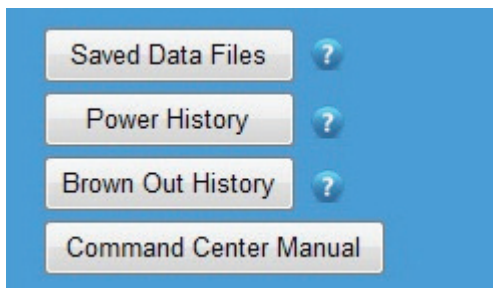 Saved Data Files ?
Power History ?
Brown Out History ?
Command Center Manual